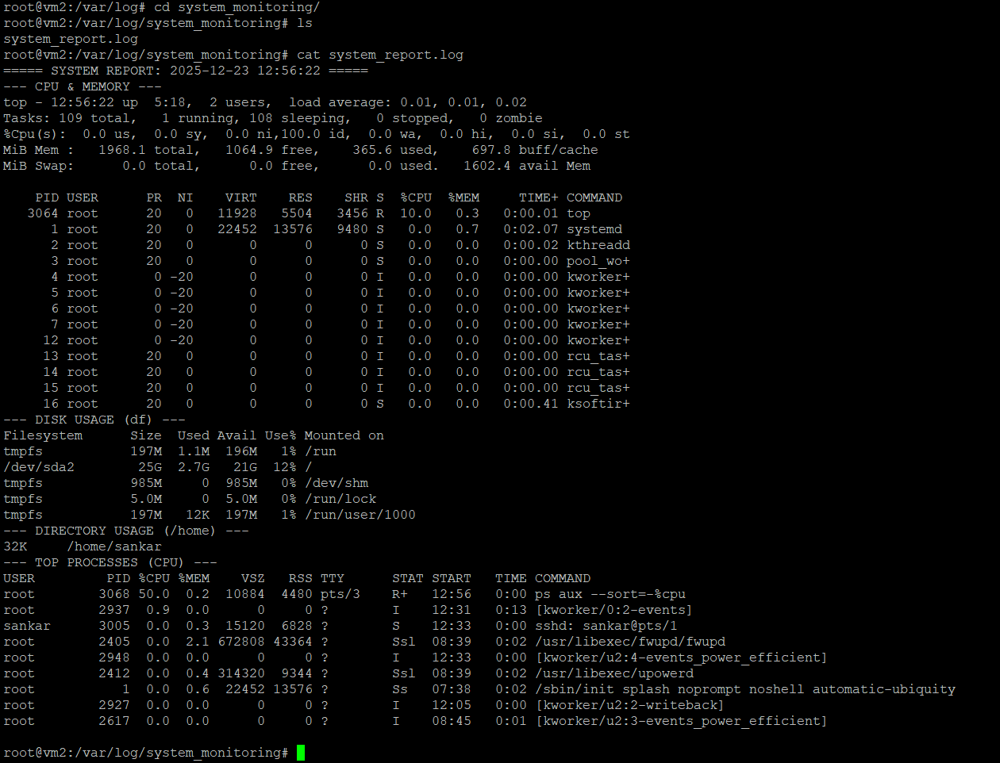 root@vm2:/var/log# cd system_monitoring/
root@vm2:/var/log/system_monitoring# ls
system_report.log
root@vm2:/var/log/system_monitoring# cat system_report.log
===== SYSTEM REPORT: 2025-12-23 12:56:22 =====
--- CPU & MEMORY ---
top - 12:56:22 up  5:18,  2 users,  load average: 0.01, 0.01, 0.02
Tasks: 109 total,   1 running, 108 sleeping,   0 stopped,   0 zombie
%Cpu(s):  0.0 us,  0.0 sy,  0.0 ni,100.0 id,  0.0 wa,  0.0 hi,  0.0 si,  0.0 st
MiB Mem :   1968.1 total,   1064.9 free,    365.6 used,    697.8 buff/cache
MiB Swap:      0.0 total,      0.0 free,      0.0 used.   1602.4 avail Mem

    PID USER      PR  NI    VIRT    RES    SHR S  %CPU  %MEM     TIME+ COMMAND
   3064 root      20   0   11928   5504   3456 R  10.0   0.3   0:00.01 top
      1 root      20   0   22452  13576   9480 S   0.0   0.7   0:02.07 systemd
      2 root      20   0       0      0      0 S   0.0   0.0   0:00.02 kthreadd
      3 root      20   0       0      0      0 S   0.0   0.0   0:00.00 pool_wo+
      4 root       0 -20       0      0      0 I   0.0   0.0   0:00.00 kworker+
      5 root       0 -20       0      0      0 I   0.0   0.0   0:00.00 kworker+
      6 root       0 -20       0      0      0 I   0.0   0.0   0:00.00 kworker+
      7 root       0 -20       0      0      0 I   0.0   0.0   0:00.00 kworker+
     12 root       0 -20       0      0      0 I   0.0   0.0   0:00.00 kworker+
     13 root      20   0       0      0      0 I   0.0   0.0   0:00.00 rcu_tas+
     14 root      20   0       0      0      0 I   0.0   0.0   0:00.00 rcu_tas+
     15 root      20   0       0      0      0 I   0.0   0.0   0:00.00 rcu_tas+
     16 root      20   0       0      0      0 S   0.0   0.0   0:00.41 ksoftir+
--- DISK USAGE (df) ---
Filesystem      Size  Used Avail Use% Mounted on
tmpfs           197M  1.1M  196M   1% /run
/dev/sda2        25G  2.7G   21G  12% /
tmpfs           985M     0  985M   0% /dev/shm
tmpfs           5.0M     0  5.0M   0% /run/lock
tmpfs           197M   12K  197M   1% /run/user/1000
--- DIRECTORY USAGE (/home) ---
32K     /home/sankar
--- TOP PROCESSES (CPU) ---
USER         PID %CPU %MEM    VSZ   RSS TTY      STAT START   TIME COMMAND
root        3068 50.0  0.2  10884  4480 pts/3    R+   12:56   0:00 ps aux --sort=-%cpu
root        2937  0.9  0.0      0     0 ?        I    12:31   0:13 [kworker/0:2-events]
sankar      3005  0.0  0.3  15120  6828 ?        S    12:33   0:00 sshd: sankar@pts/1
root        2405  0.0  2.1 672808 43364 ?        Ssl  08:39   0:02 /usr/libexec/fwupd/fwupd
root        2948  0.0  0.0      0     0 ?        I    12:33   0:00 [kworker/u2:4-events_power_efficient]
root        2412  0.0  0.4 314320  9344 ?        Ssl  08:39   0:02 /usr/libexec/upowerd
root           1  0.0  0.6  22452 13576 ?        Ss   07:38   0:02 /sbin/init splash noprompt noshell automatic-ubiquity
root        2927  0.0  0.0      0     0 ?        I    12:05   0:00 [kworker/u2:2-writeback]
root        2617  0.0  0.0      0     0 ?        I    08:45   0:01 [kworker/u2:3-events_power_efficient]

root@vm2:/var/log/system_monitoring#